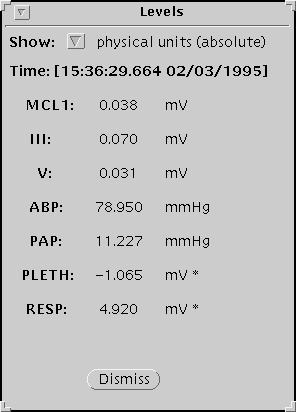 Levels
Show: physical units (absolute)
Time: [15:36:29.664 02/03/1995]
MCL1: 0.038 mV
III: 0.070 mV
V: 0.031 mV
ABP: 78.950 mmHg
PAP: 11.227 mmHg
PLETH: −1.065 mV *
RESP: 4.920 mV *
Dismiss